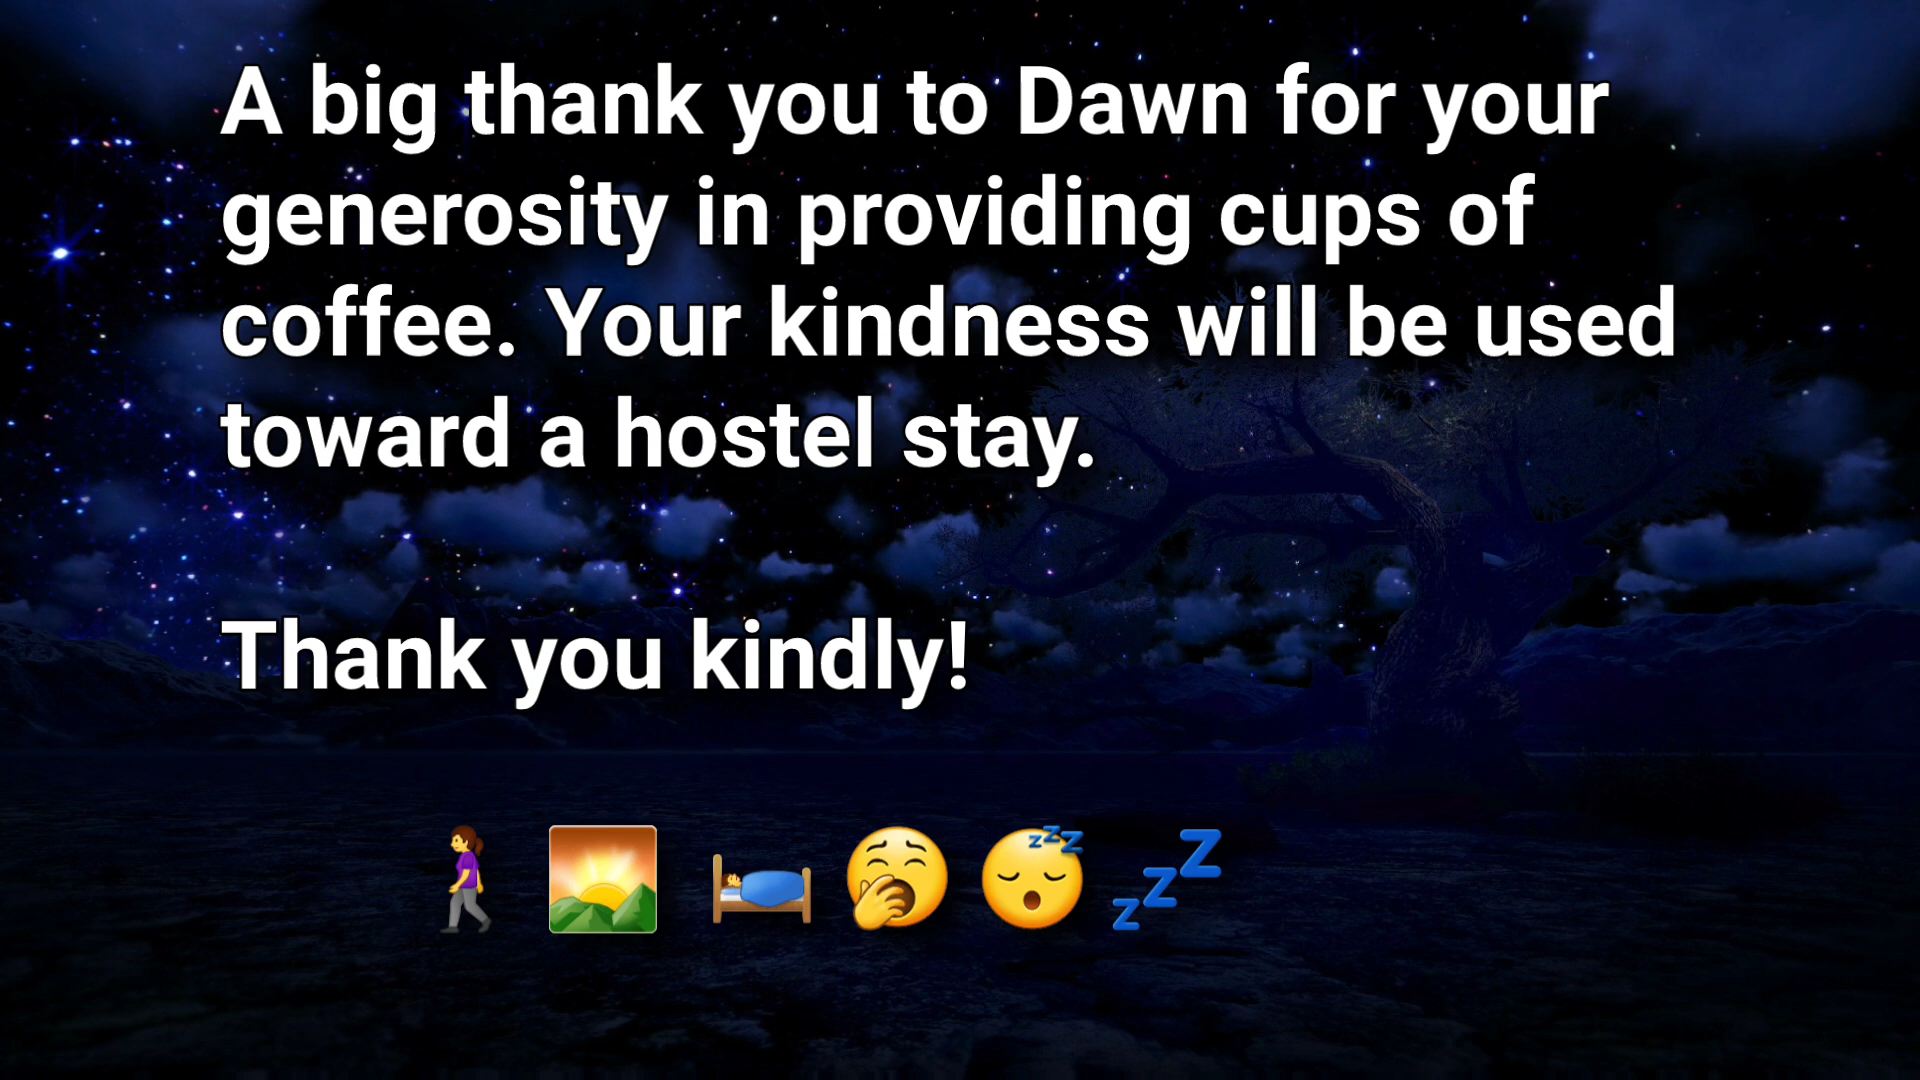 A big thank you to Dawn for your
generosity in providing cups of
coffee. Your kindness will be used
toward a hostel stay.
Thank you kindly!